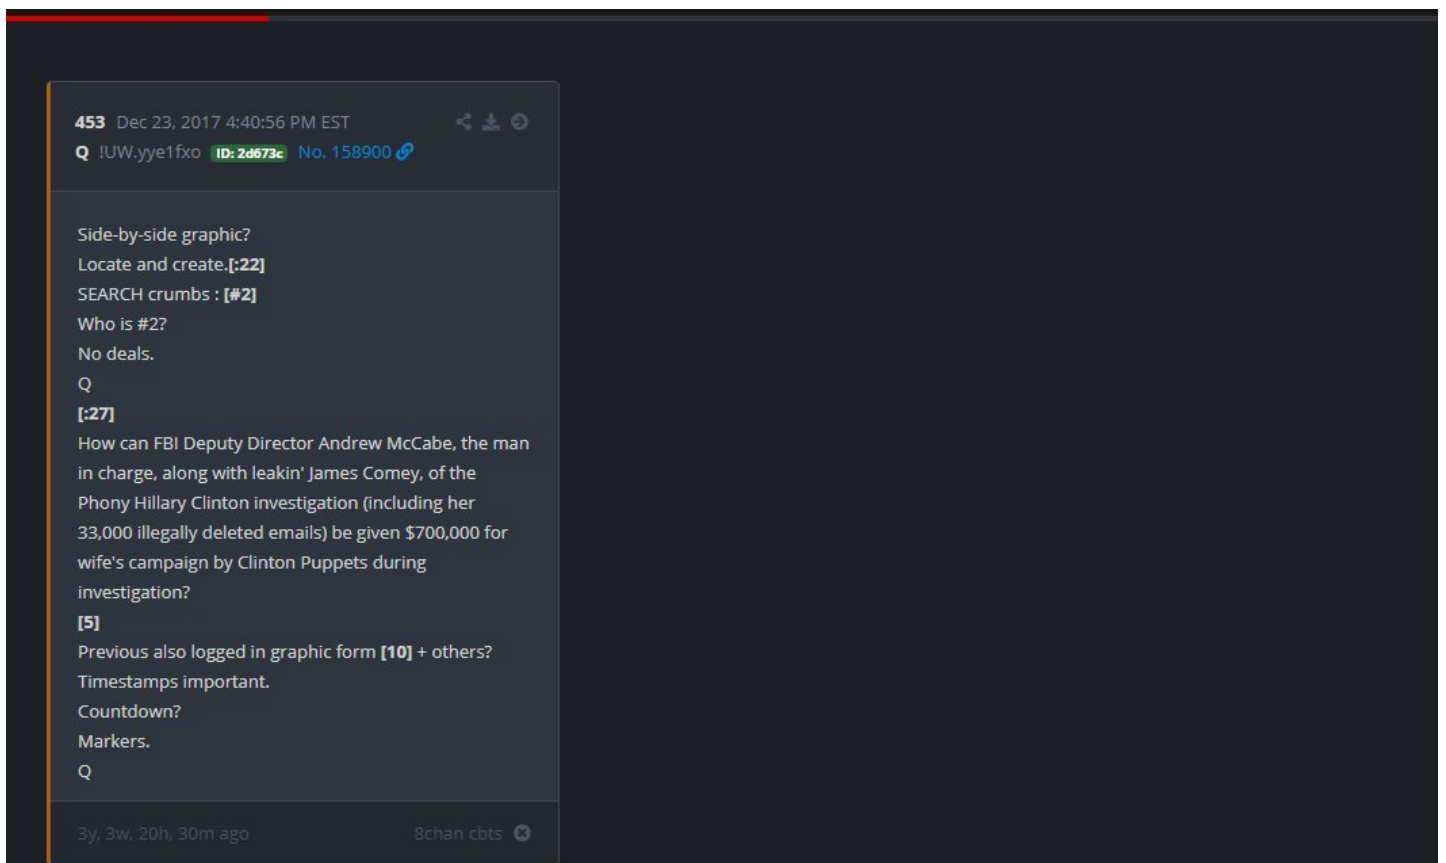 453 Dec 23, 2017 4:40:56 PM EST
Q !UW.yye1fxo ID: 2d673c No. 158900
Side-by-side graphic?
Locate and create.[:22]
SEARCH crumbs : [#2]
Who is #2?
No deals.
Q
[:27]
How can FBI Deputy Director Andrew McCabe, the man
in charge, along with leakin' James Comey, of the
Phony Hillary Clinton investigation (including her
33,000 illegally deleted emails) be given $700,000 for
wife's campaign by Clinton Puppets during
investigation?
[5]
Previous also logged in graphic form [10] + others?
Timestamps important.
Countdown?
Markers.
Q
3y, 3w, 20h, 30m ago 8chan cbts